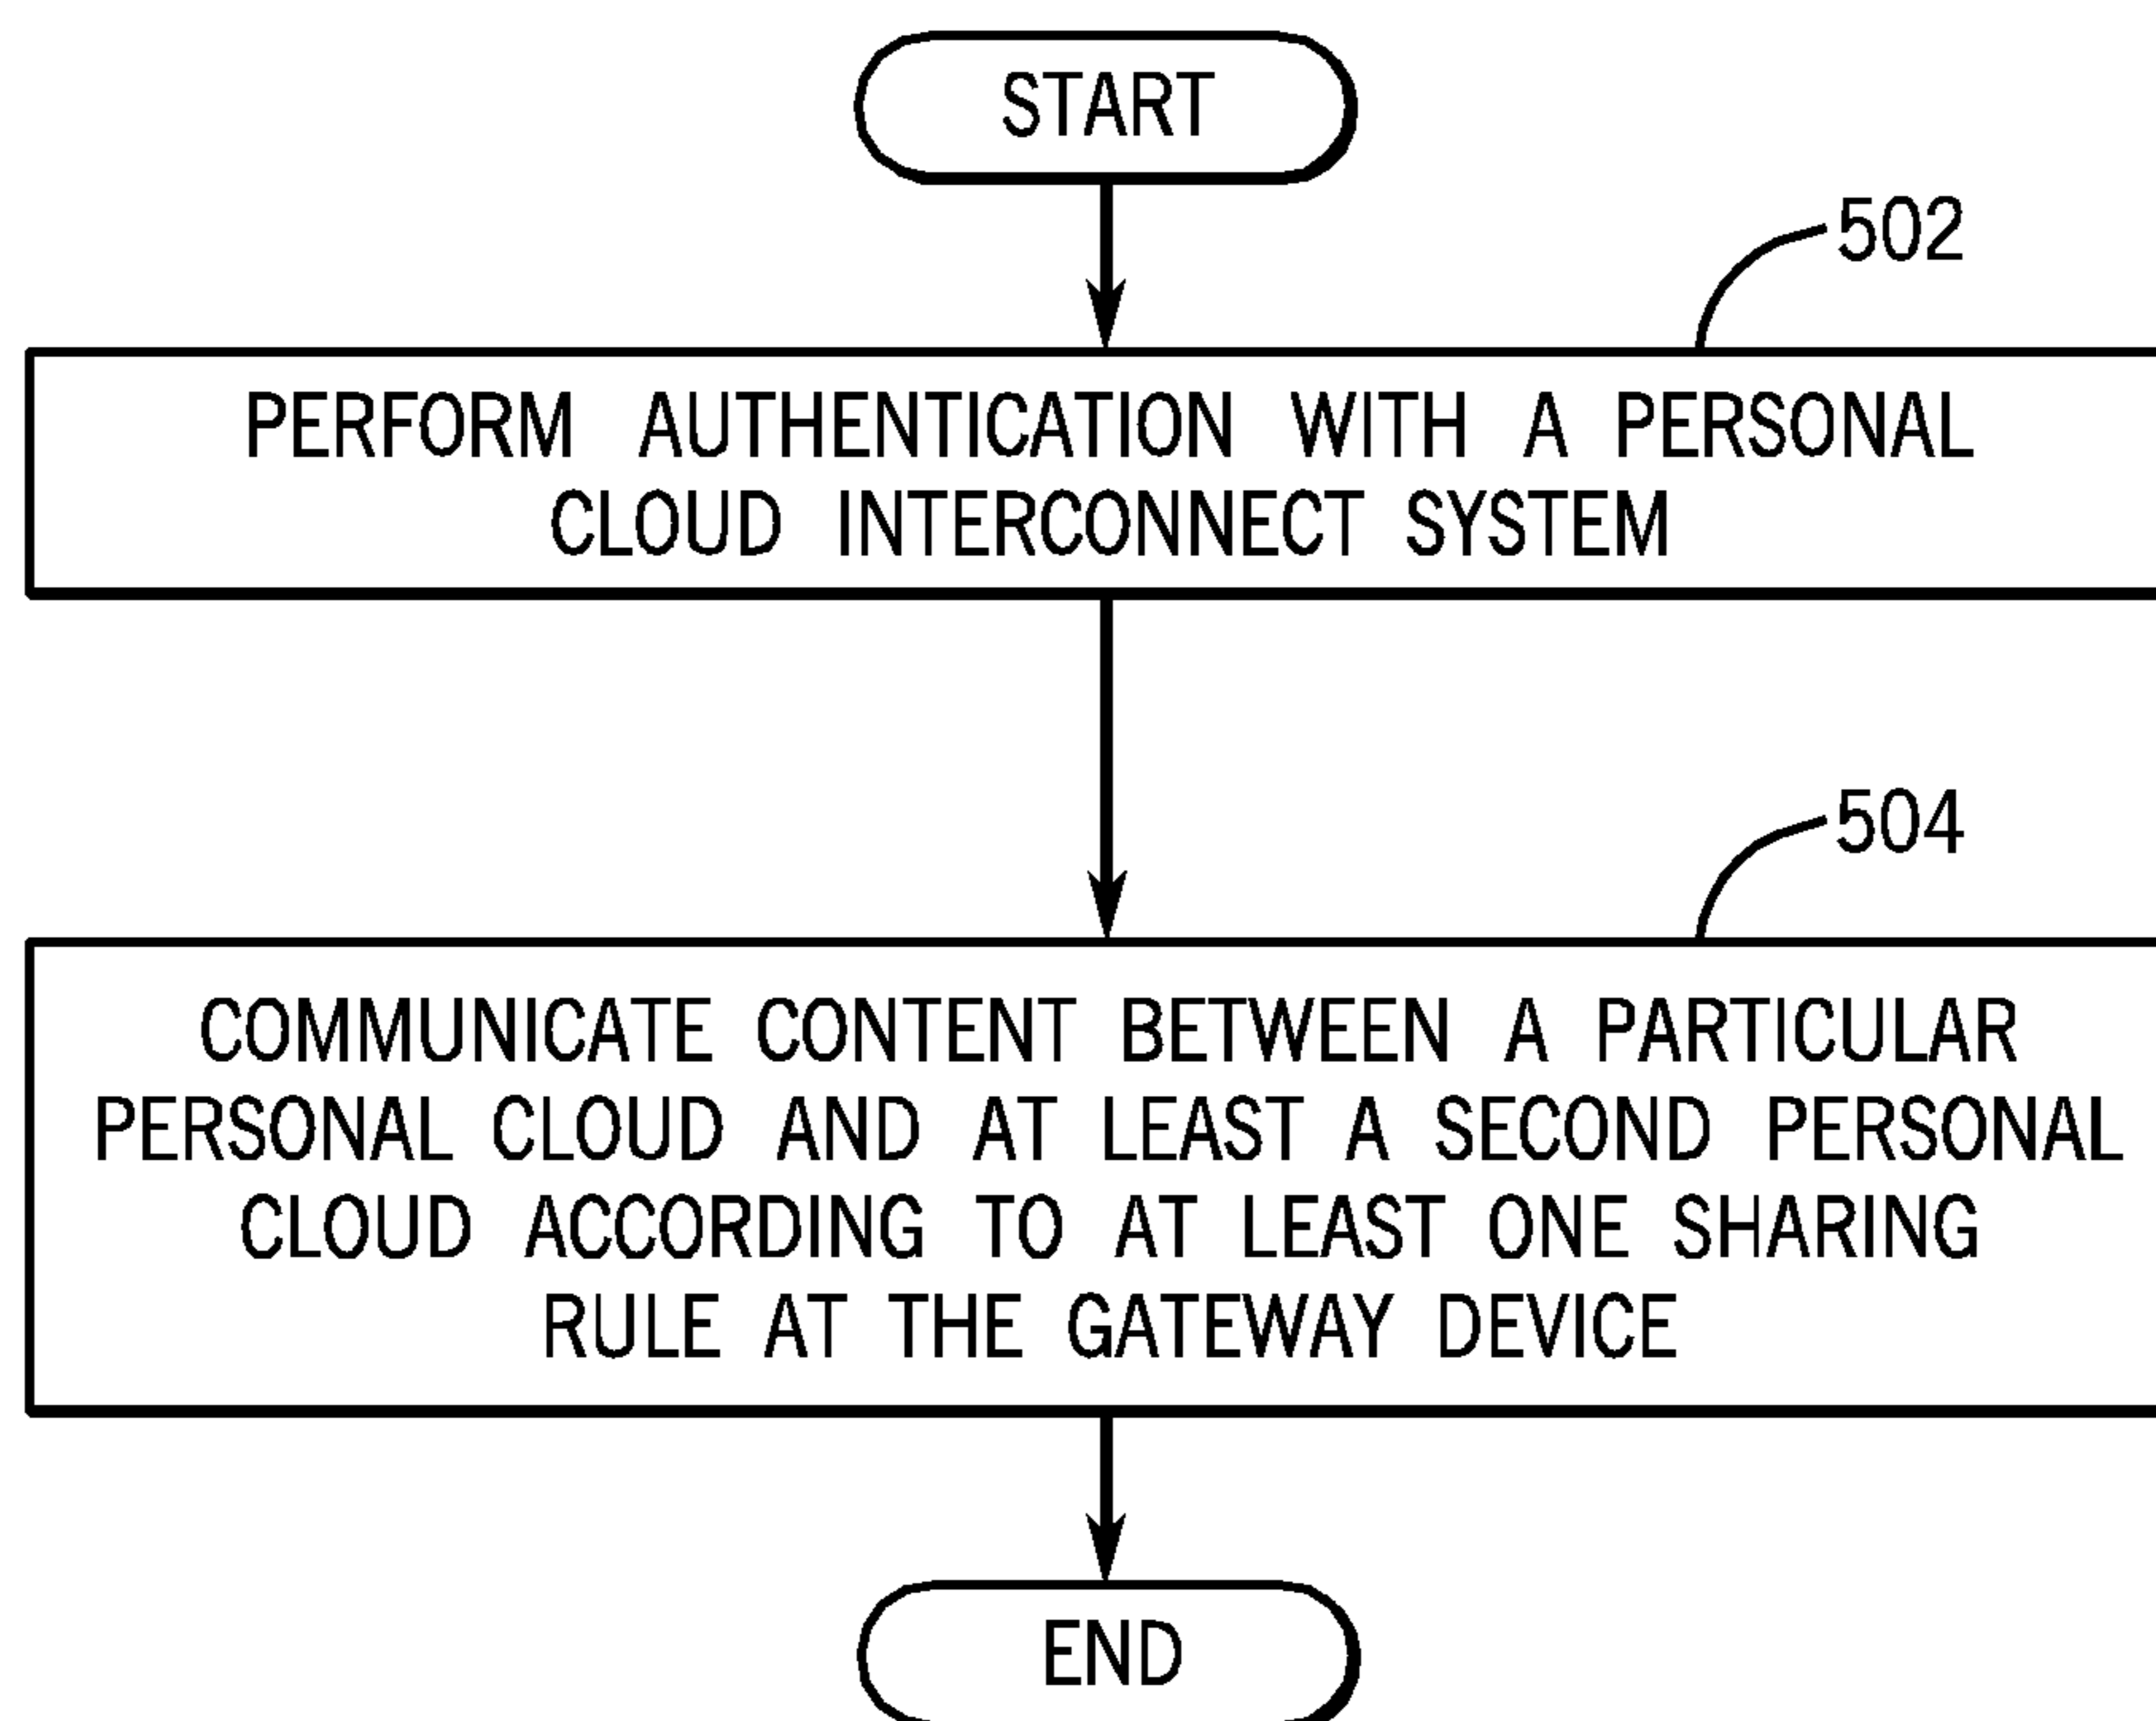 START
502
PERFORM AUTHENTICATION WITH A PERSONAL
CLOUD INTERCONNECT SYSTEM
504
COMMUNICATE CONTENT BETWEEN A PARTICULAR
PERSONAL CLOUD AND AT LEAST A SECOND PERSONAL
CLOUD ACCORDING TO AT LEAST ONE SHARING
RULE AT THE GATEWAY DEVICE
END